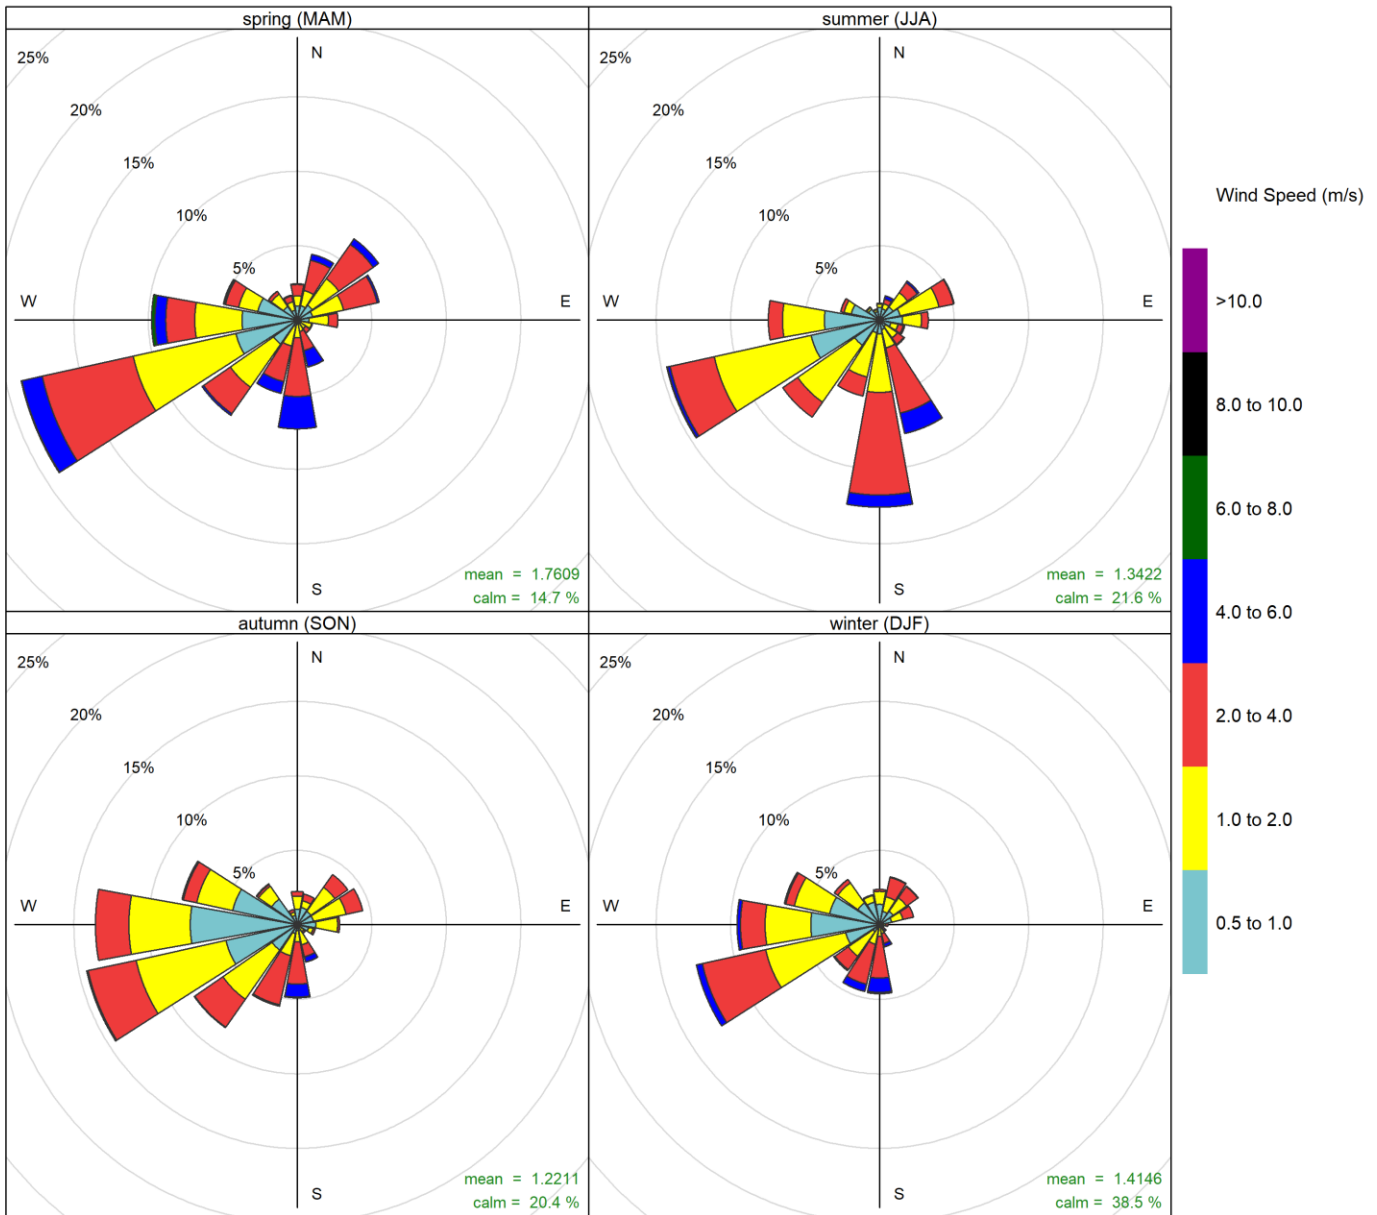 spring (MAM)
25%
20%
15%
10%
5%
N
W
E
S
mean = 1.7609
calm = 14.7 %
summer (JJA)
25%
20%
15%
10%
5%
N
W
E
S
mean = 1.3422
calm = 21.6 %
autumn (SON)
25%
20%
15%
10%
5%
N
W
E
S
mean = 1.2211
calm = 20.4 %
winter (DJF)
25%
20%
15%
10%
5%
N
W
E
S
mean = 1.4146
calm = 38.5 %
Wind Speed (m/s)
>10.0
8.0 to 10.0
6.0 to 8.0
4.0 to 6.0
2.0 to 4.0
1.0 to 2.0
0.5 to 1.0